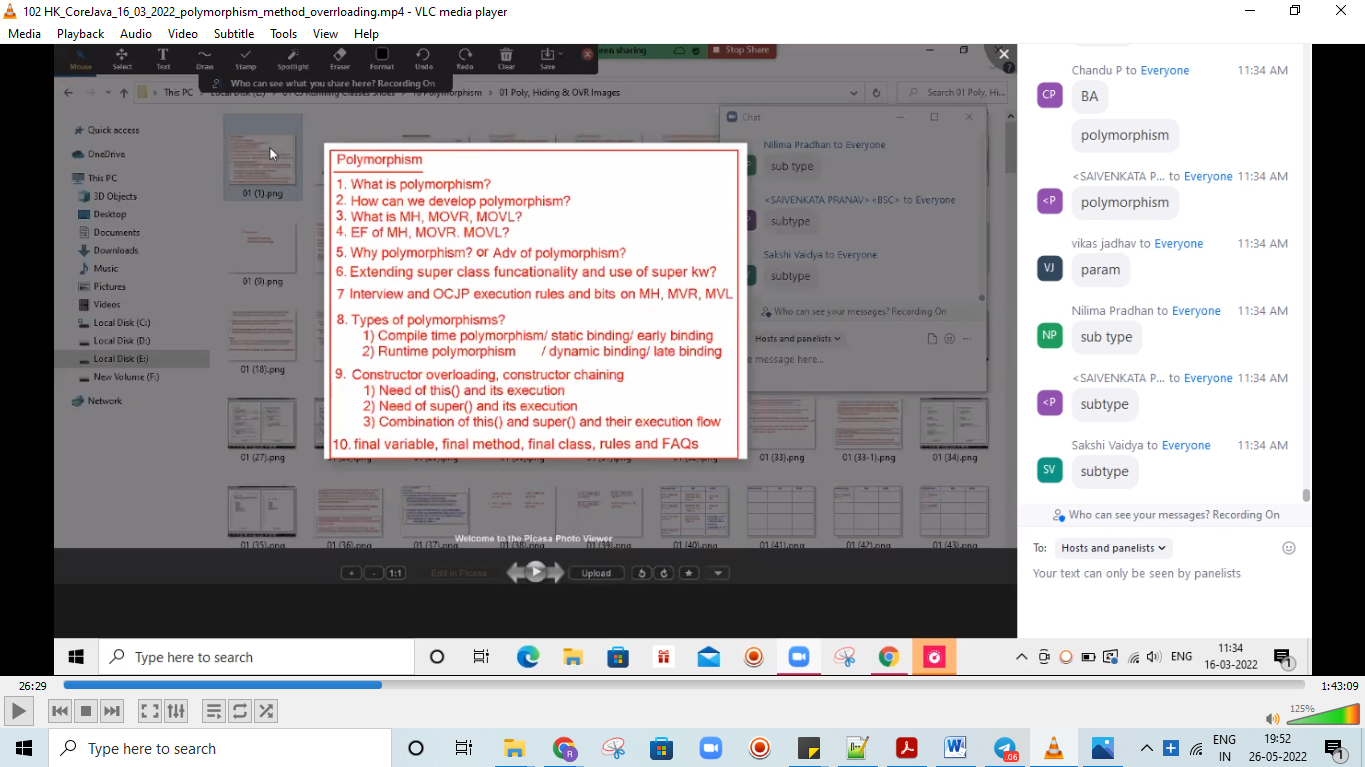 102 HK_CoreJava_16_03_2022_polymorphism_method_overrloading.mp4 - VLC media player
Media Playback Audio Video Subtitle Tools View Help
een sharing Stop Share
Mouse Select Text Draw Stamp Spotlight Eraser Format Undo Redo Clear Save
Who can see what you share here? Recording On
This PC Polymorphism 01 Poly, Hiding & OVR Images
Search 01 Poly, Hi...
Quick access
OneDrive
This PC
3D Objects
Desktop
Documents
Downloads
Music
Pictures
Videos
Local Disk (C:)
Local Disk (D:)
Local Disk (E:)
New Volume (F:)
Network
01 (1).png
01 (9).png
01 (18).png
01 (27).png
01 (33).png
01 (33-1).png
01 (34).png
01 (35).png
01 (36).png
01 (37).png
01 (38).png
01 (39).png
01 (40).png
01 (41).png
01 (42).png
01 (43).png
Polymorphism
1. What is polymorphism?
2. How can we develop polymorphism?
3. What is MH, MOVR, MOVL?
4. EF of MH, MOVR. MOVL?
5. Why polymorphism? or Adv of polymorphism?
6. Extending super class funcationality and use of super kw?
7 Interview and OCJP execution rules and bits on MH, MVR, MVL
8. Types of polymorphisms?
1) Compile time polymorphism/ static binding/ early binding
2) Runtime polymorphism / dynamic binding/ late binding
9. Constructor overloading, constructor chaining
1) Need of this() and its execution
2) Need of super() and its execution
3) Combination of this() and super() and their execution flow
10. final variable, final method, final class, rules and FAQs
Chat
Nilima Pradhan to Everyone
sub type
<SAIVENKATA PRANAV> <BSC> to Everyone
subtype
Sakshi Vaidya to Everyone
subtype
Who can see your messages? Recording On
Hosts and panelists
e message here...
Welcome to the Picasa Photo Viewer
1:1 Edit in Picasa Upload
Chandu P to Everyone 11:34 AM
CP
BA
polymorphism
<SAIVENKATA P... to Everyone 11:34 AM
<P
polymorphism
vikas jadhav to Everyone 11:34 AM
VJ
param
Nilima Pradhan to Everyone 11:34 AM
NP
sub type
<SAIVENKATA P... to Everyone 11:34 AM
<P
subtype
Sakshi Vaidya to Everyone 11:34 AM
SV
subtype
Who can see your messages? Recording On
To: Hosts and panelists
Your text can only be seen by panelists
Type here to search
ENG
11:34
16-03-2022
1
26:29
1:43:09
125%
Type here to search
R
.06
ENG
IN
19:52
26-05-2022
1